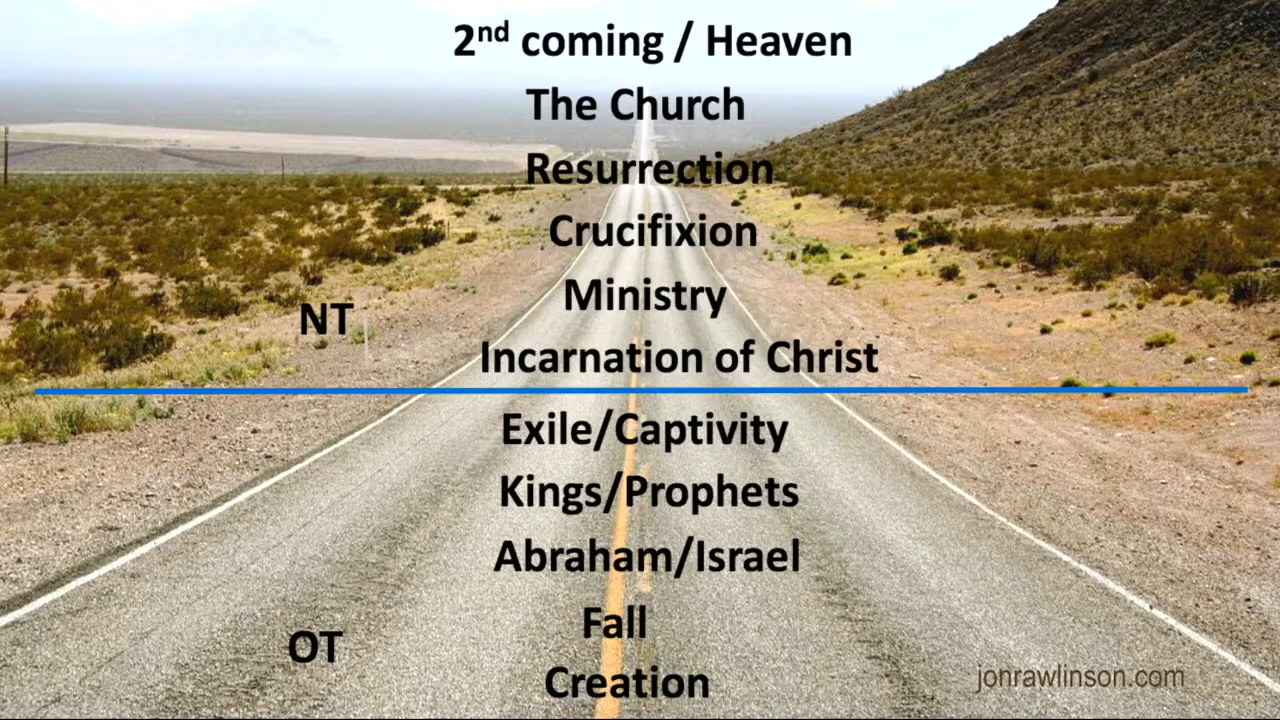 2nd coming / Heaven
The Church
Resurrection
Crucifixion
Ministry
NT
Incarnation of Christ
Exile/Captivity
Kings/Prophets
Abraham/Israel
Fall
OT
Creation
jonrawlinson.com